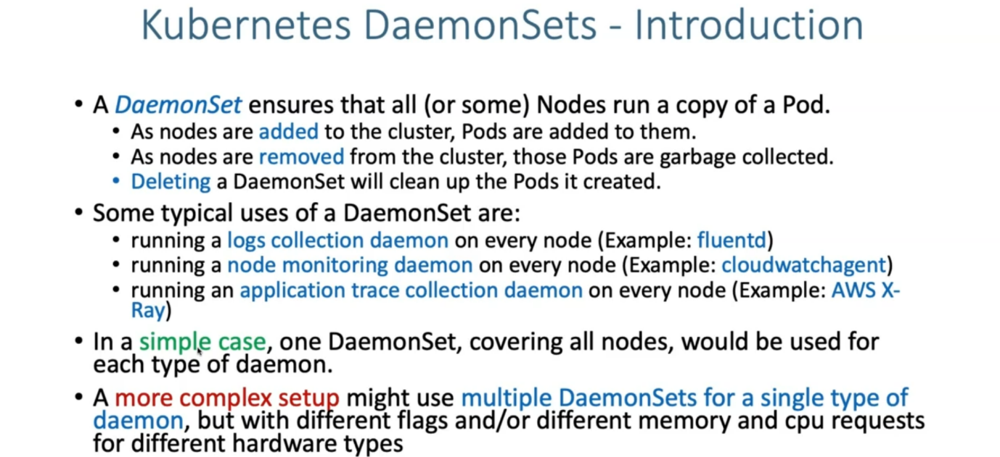 Kubernetes DaemonSets - Introduction
• A DaemonSet ensures that all (or some) Nodes run a copy of a Pod.
• As nodes are added to the cluster, Pods are added to them.
• As nodes are removed from the cluster, those Pods are garbage collected.
• Deleting a DaemonSet will clean up the Pods it created.
• Some typical uses of a DaemonSet are:
• running a logs collection daemon on every node (Example: fluentd)
• running a node monitoring daemon on every node (Example: cloudwatchagent)
• running an application trace collection daemon on every node (Example: AWS X-
Ray)
• In a simple case, one DaemonSet, covering all nodes, would be used for
each type of daemon.
• A more complex setup might use multiple DaemonSets for a single type of
daemon, but with different flags and/or different memory and cpu requests
for different hardware types